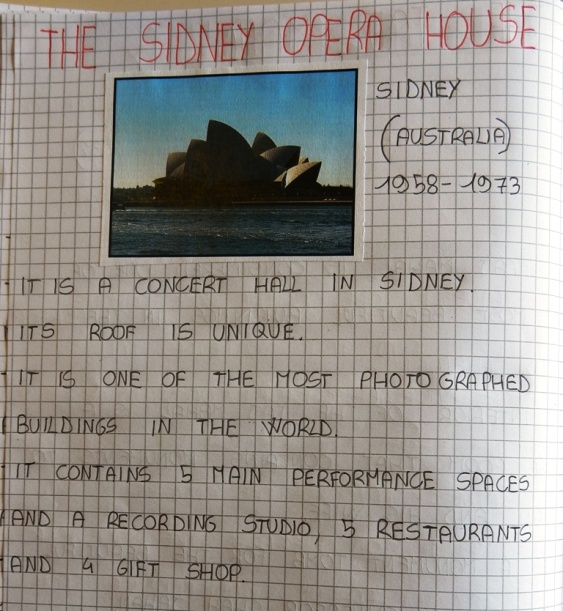 THE SIDNEY OPERA HOUSE
SIDNEY
(AUSTRALIA)
1958-1973
- IT IS A CONCERT HALL IN SIDNEY.
ITS ROOF IS UNIQUE.
- IT IS ONE OF THE MOST PHOTOGRAPHED
BUILDINGS IN THE WORLD.
- IT CONTAINS 5 MAIN PERFORMANCE SPACES
AND A RECORDING STUDIO, 5 RESTAURANTS
AND 4 GIFT SHOP.